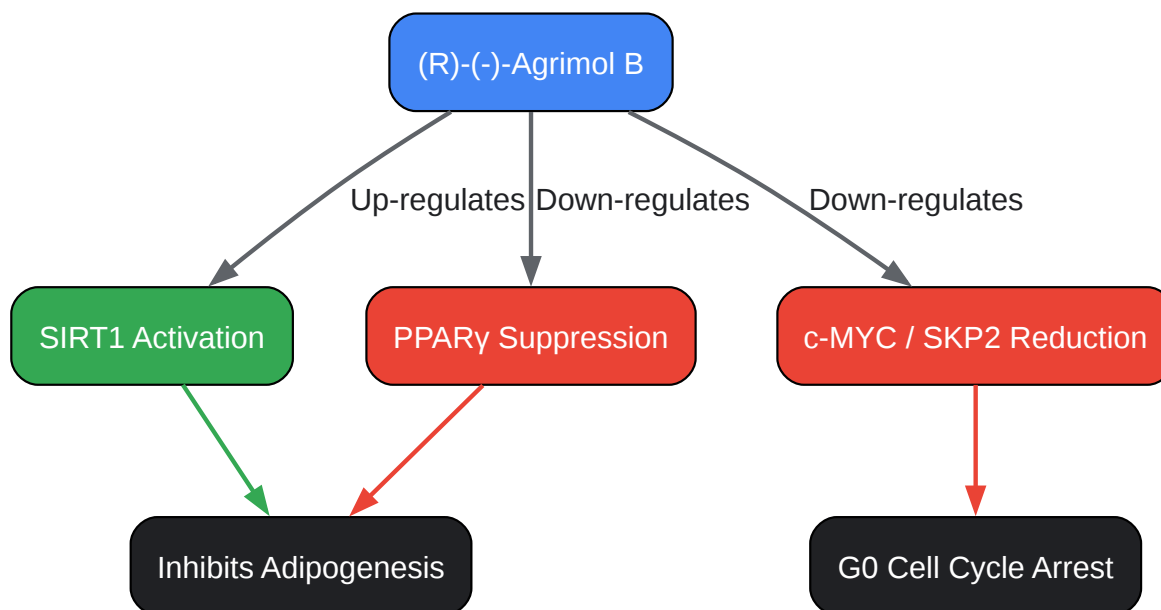 (R)-(-)-Agrimol B
Up-regulates
Down-regulates
Down-regulates
SIRT1 Activation
PPARγ Suppression
c-MYC / SKP2 Reduction
Inhibits Adipogenesis
G0 Cell Cycle Arrest